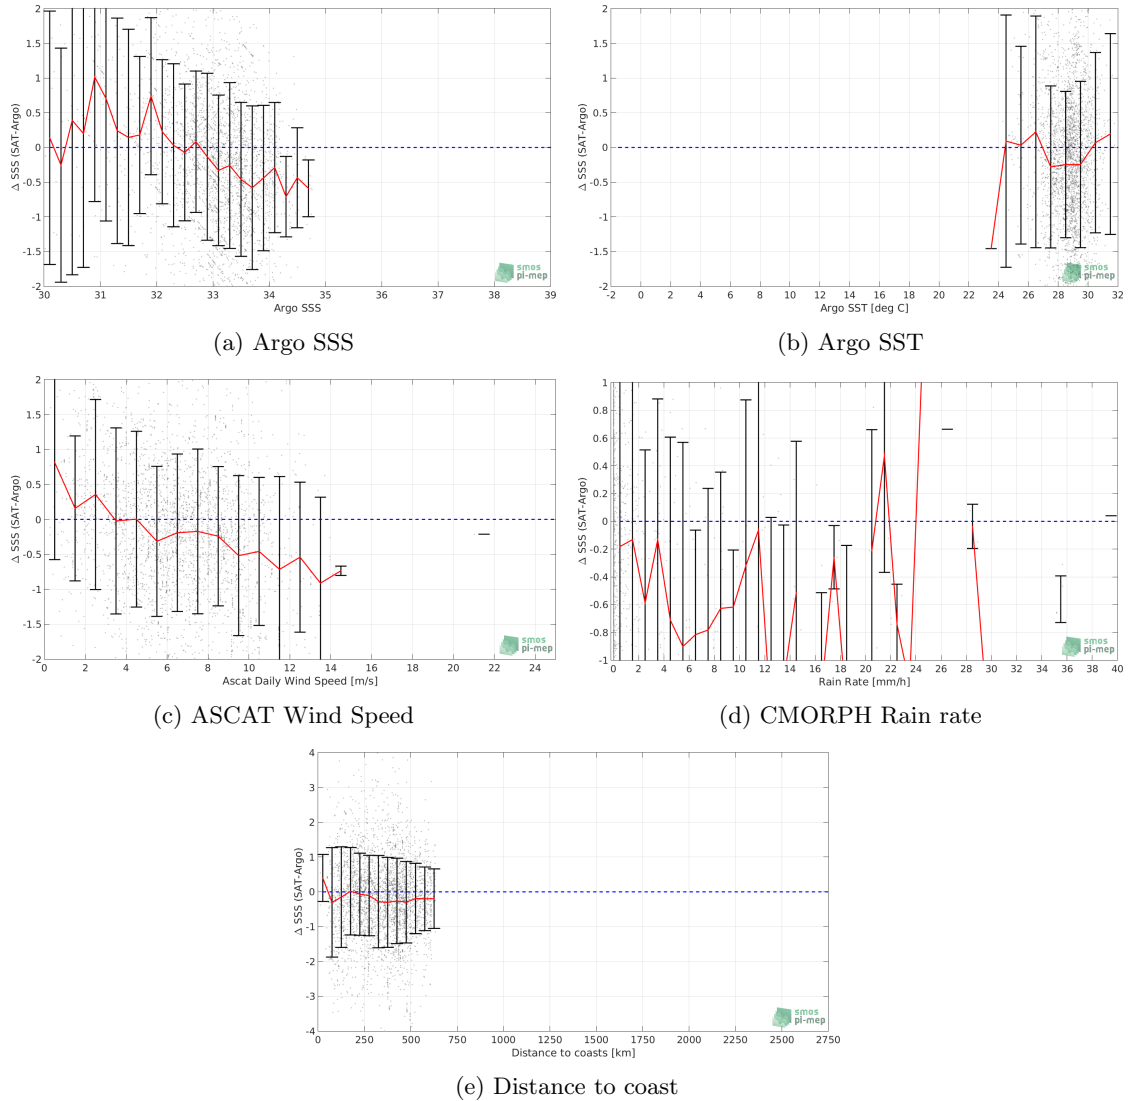 2
1.5
1
0.5
0
-0.5
-1
-1.5
-2
Δ SSS (SAT-Argo)
30 31 32 33 34 35 36 37 38 39
Argo SSS
smos
pi-mep
(a) Argo SSS
2
1.5
1
0.5
0
-0.5
-1
-1.5
-2
Δ SSS (SAT-Argo)
-2 0 2 4 6 8 10 12 14 16 18 20 22 24 26 28 30 32
Argo SST [deg C]
smos
pi-mep
(b) Argo SST
2
1.5
1
0.5
0
-0.5
-1
-1.5
-2
Δ SSS (SAT-Argo)
0 2 4 6 8 10 12 14 16 18 20 22 24
Ascat Daily Wind Speed [m/s]
smos
pi-mep
(c) ASCAT Wind Speed
1
0.8
0.6
0.4
0.2
0
-0.2
-0.4
-0.6
-0.8
-1
Δ SSS (SAT-Argo)
0 2 4 6 8 10 12 14 16 18 20 22 24 26 28 30 32 34 36 38 40
Rain Rate [mm/h]
smos
pi-mep
(d) CMORPH Rain rate
4
3
2
1
0
-1
-2
-3
-4
Δ SSS (SAT-Argo)
0 250 500 750 1000 1250 1500 1750 2000 2250 2500 2750
Distance to coasts [km]
smos
pi-mep
(e) Distance to coast